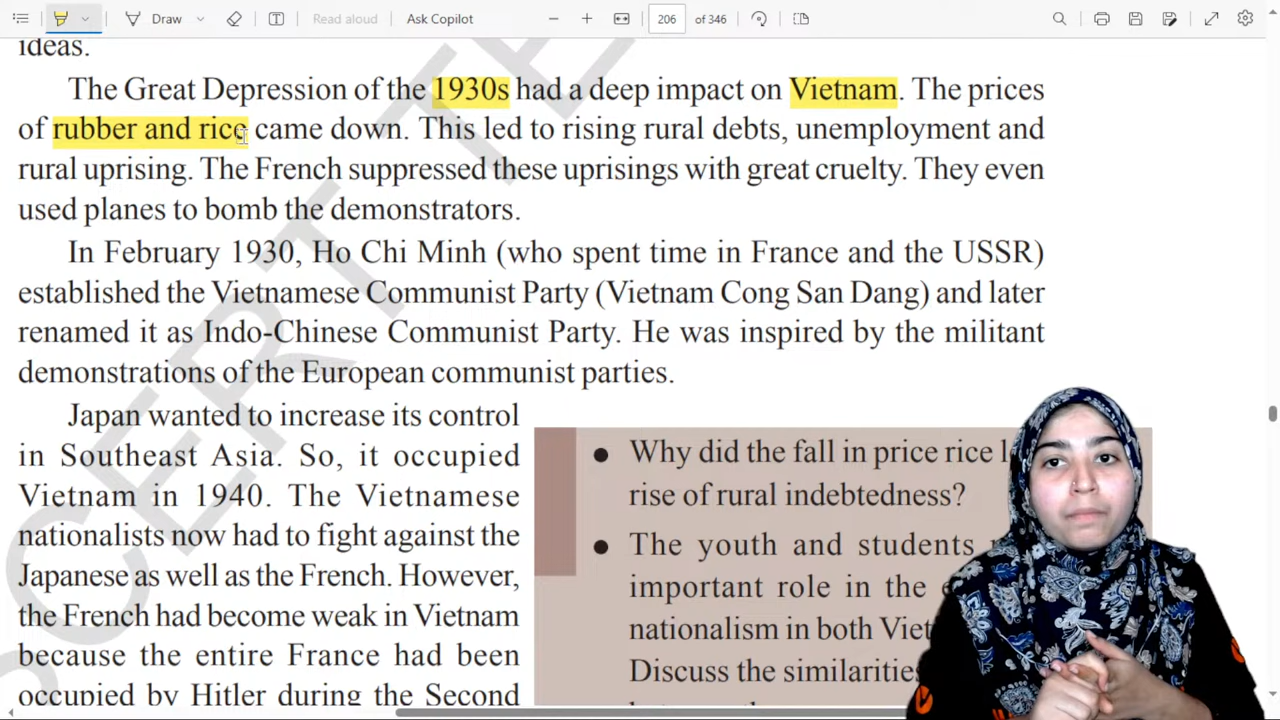 Draw
Read aloud
Ask Copilot
206
of 346
ideas.
The Great Depression of the 1930s had a deep impact on Vietnam. The prices
of rubber and rice came down. This led to rising rural debts, unemployment and
rural uprising. The French suppressed these uprisings with great cruelty. They even
used planes to bomb the demonstrators.
In February 1930, Ho Chi Minh (who spent time in France and the USSR)
established the Vietnamese Communist Party (Vietnam Cong San Dang) and later
renamed it as Indo-Chinese Communist Party. He was inspired by the militant
demonstrations of the European communist parties.
Japan wanted to increase its control
in Southeast Asia. So, it occupied
Vietnam in 1940. The Vietnamese
nationalists now had to fight against the
Japanese as well as the French. However,
the French had become weak in Vietnam
because the entire France had been
occupied by Hitler during the Second
• Why did the fall in price rice
rise of rural indebtedness?
• The youth and students
important role in the
nationalism in both
Discuss the similarities